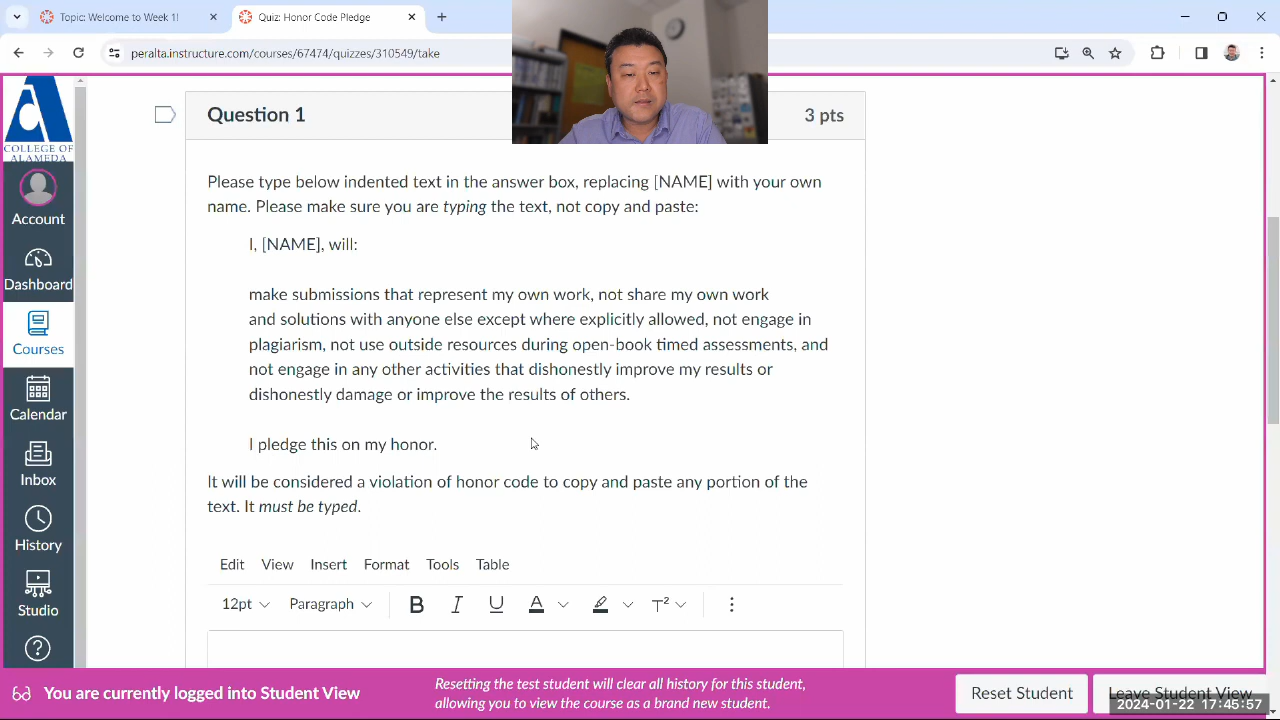 Topic: Welcome to Week 1!
Quiz: Honor Code Pledge
peralta.instructure.com/courses/67474/quizzes/310549/take
COLLEGE OF
ALAMEDA
Account
Dashboard
Courses
Calendar
Inbox
History
Studio
Question 1
3 pts
Please type below indented text in the answer box, replacing [NAME] with your own
name. Please make sure you are typing the text, not copy and paste:
I, [NAME], will:
make submissions that represent my own work, not share my own work
and solutions with anyone else except where explicitly allowed, not engage in
plagiarism, not use outside resources during open-book timed assessments, and
not engage in any other activities that dishonestly improve my results or
dishonestly damage or improve the results of others.
I pledge this on my honor.
It will be considered a violation of honor code to copy and paste any portion of the
text. It must be typed.
Edit View Insert Format Tools Table
12pt Paragraph B I U A T²
You are currently logged into Student View
Resetting the test student will clear all history for this student,
allowing you to view the course as a brand new student.
Reset Student
Leave Student View
2024-01-22 17:45:57